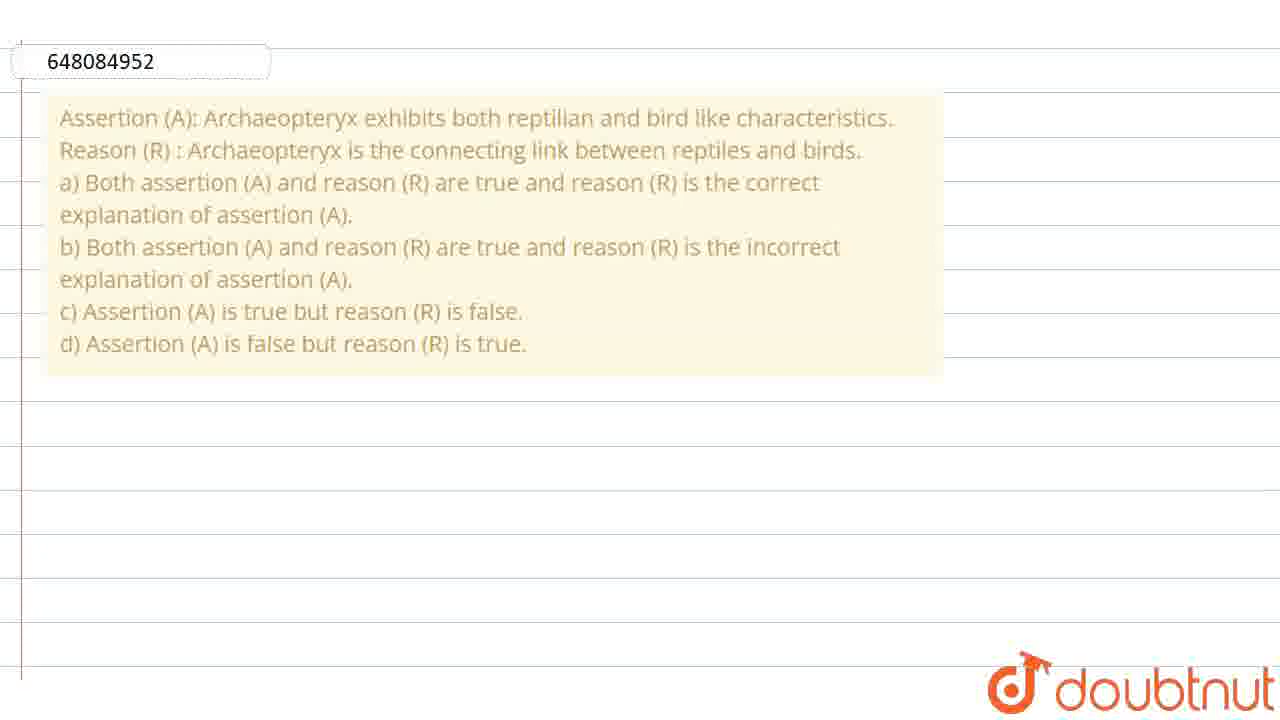 648084952
Assertion (A): Archaeopteryx exhibits both reptilian and bird like characteristics.
Reason (R) : Archaeopteryx is the connecting link between reptiles and birds.
a) Both assertion (A) and reason (R) are true and reason (R) is the correct
explanation of assertion (A).
b) Both assertion (A) and reason (R) are true and reason (R) is the incorrect
explanation of assertion (A).
c) Assertion (A) is true but reason (R) is false.
d) Assertion (A) is false but reason (R) is true.
doubtnut